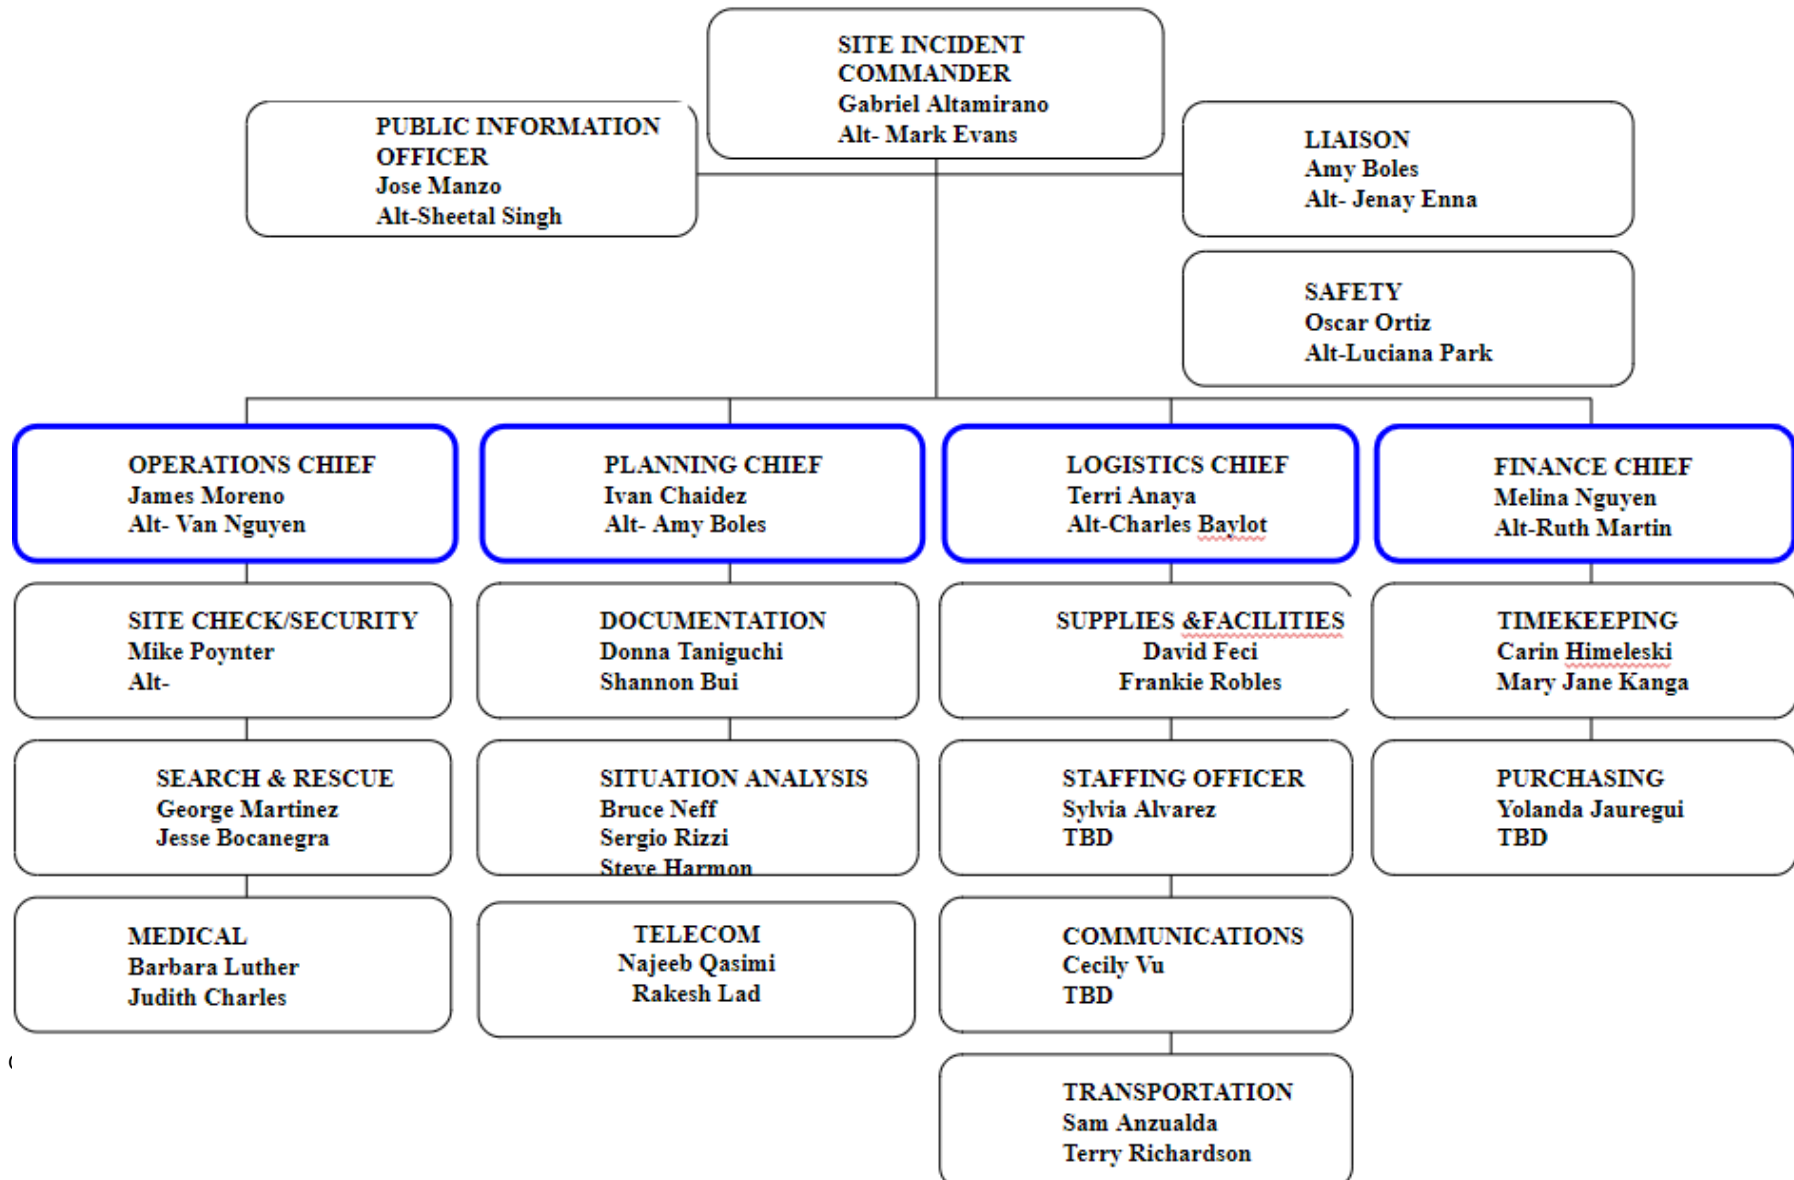 SITE INCIDENT
COMMANDER
Gabriel Altamirano
Alt- Mark Evans
PUBLIC INFORMATION
OFFICER
Jose Manzo
Alt-Sheetal Singh
LIAISON
Amy Boles
Alt- Jenay Enna
SAFETY
Oscar Ortiz
Alt-Luciana Park
OPERATIONS CHIEF
James Moreno
Alt- Van Nguyen
PLANNING CHIEF
Ivan Chaidez
Alt- Amy Boles
LOGISTICS CHIEF
Terri Anaya
Alt-Charles Baylot
FINANCE CHIEF
Melina Nguyen
Alt-Ruth Martin
SITE CHECK/SECURITY
Mike Poynter
Alt-
DOCUMENTATION
Donna Taniguchi
Shannon Bui
SUPPLIES &FACILITIES
David Feci
Frankie Robles
TIMEKEEPING
Carin Himeleski
Mary Jane Kanga
SEARCH & RESCUE
George Martinez
Jesse Bocanegra
SITUATION ANALYSIS
Bruce Neff
Sergio Rizzi
Steve Harmon
STAFFING OFFICER
Sylvia Alvarez
TBD
PURCHASING
Yolanda Jauregui
TBD
MEDICAL
Barbara Luther
Judith Charles
TELECOM
Najeeb Qasimi
Rakesh Lad
COMMUNICATIONS
Cecily Vu
TBD
TRANSPORTATION
Sam Anzualda
Terry Richardson